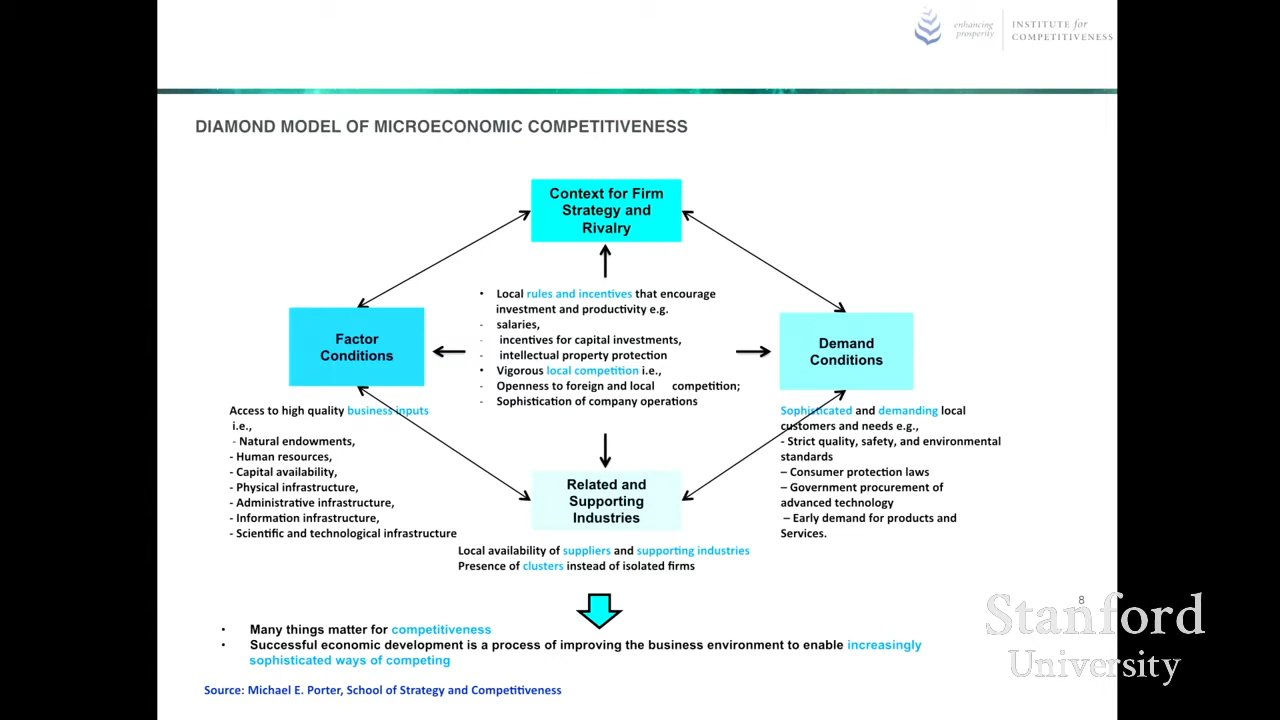 enhancing
prosperity
INSTITUTE for
COMPETITIVENESS
DIAMOND MODEL OF MICROECONOMIC COMPETITIVENESS
Context for Firm
Strategy and
Rivalry
• Local rules and incentives that encourage
investment and productivity e.g.
- salaries,
- incentives for capital investments,
- intellectual property protection
• Vigorous local competition i.e.,
- Openness to foreign and local competition;
- Sophistication of company operations
Factor
Conditions
Demand
Conditions
Access to high quality business inputs
i.e.,
- Natural endowments,
- Human resources,
- Capital availability,
- Physical infrastructure,
- Administrative infrastructure,
- Information infrastructure,
- Scientific and technological infrastructure
Sophisticated and demanding local
customers and needs e.g.,
- Strict quality, safety, and environmental
standards
– Consumer protection laws
– Government procurement of
advanced technology
– Early demand for products and
Services.
Related and
Supporting
Industries
Local availability of suppliers and supporting industries
Presence of clusters instead of isolated firms
• Many things matter for competitiveness
• Successful economic development is a process of improving the business environment to enable increasingly
sophisticated ways of competing
Source: Michael E. Porter, School of Strategy and Competitiveness
8
Stanford
University